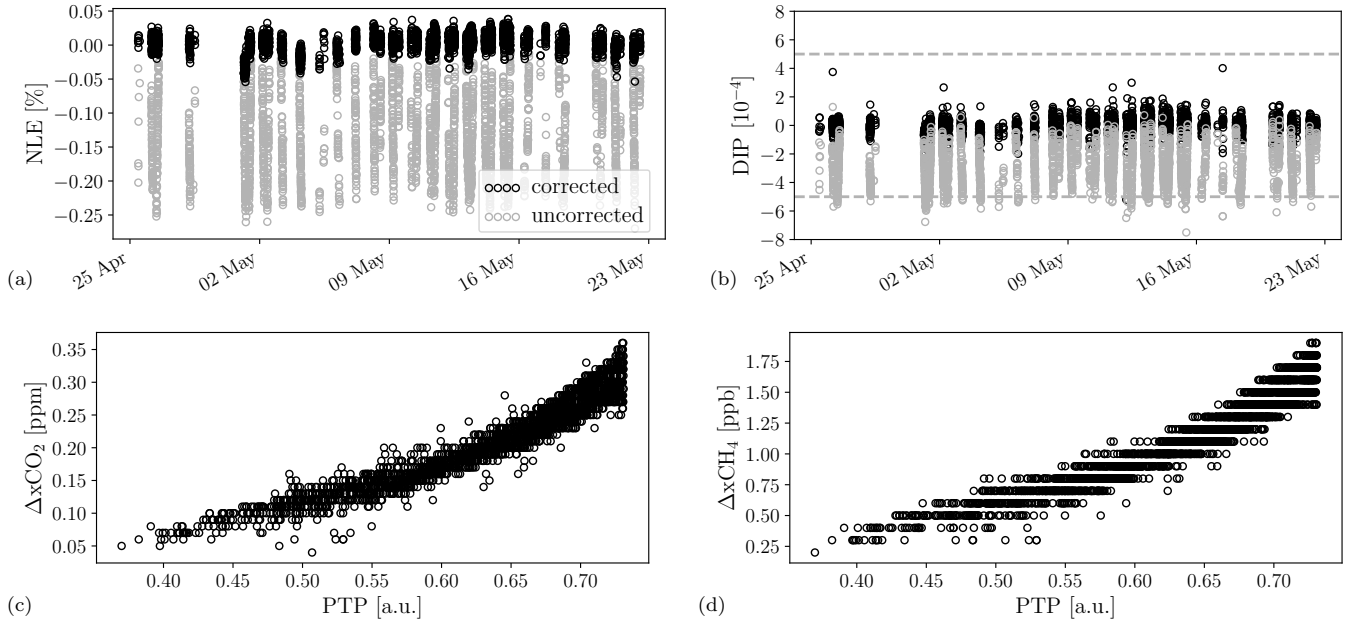 0.05
0.00
−0.05
−0.10
−0.15
−0.20
−0.25
NLE [%]
corrected
uncorrected
25 Apr
02 May
09 May
16 May
23 May
(a)
8
6
4
2
0
−2
−4
−6
−8
DIP [10⁻⁴]
25 Apr
02 May
09 May
16 May
23 May
(b)
0.35
0.30
0.25
0.20
0.15
0.10
0.05
ΔxCO₂ [ppm]
0.40 0.45 0.50 0.55 0.60 0.65 0.70
PTP [a.u.]
(c)
1.75
1.50
1.25
1.00
0.75
0.50
0.25
ΔxCH₄ [ppb]
0.40 0.45 0.50 0.55 0.60 0.65 0.70
PTP [a.u.]
(d)